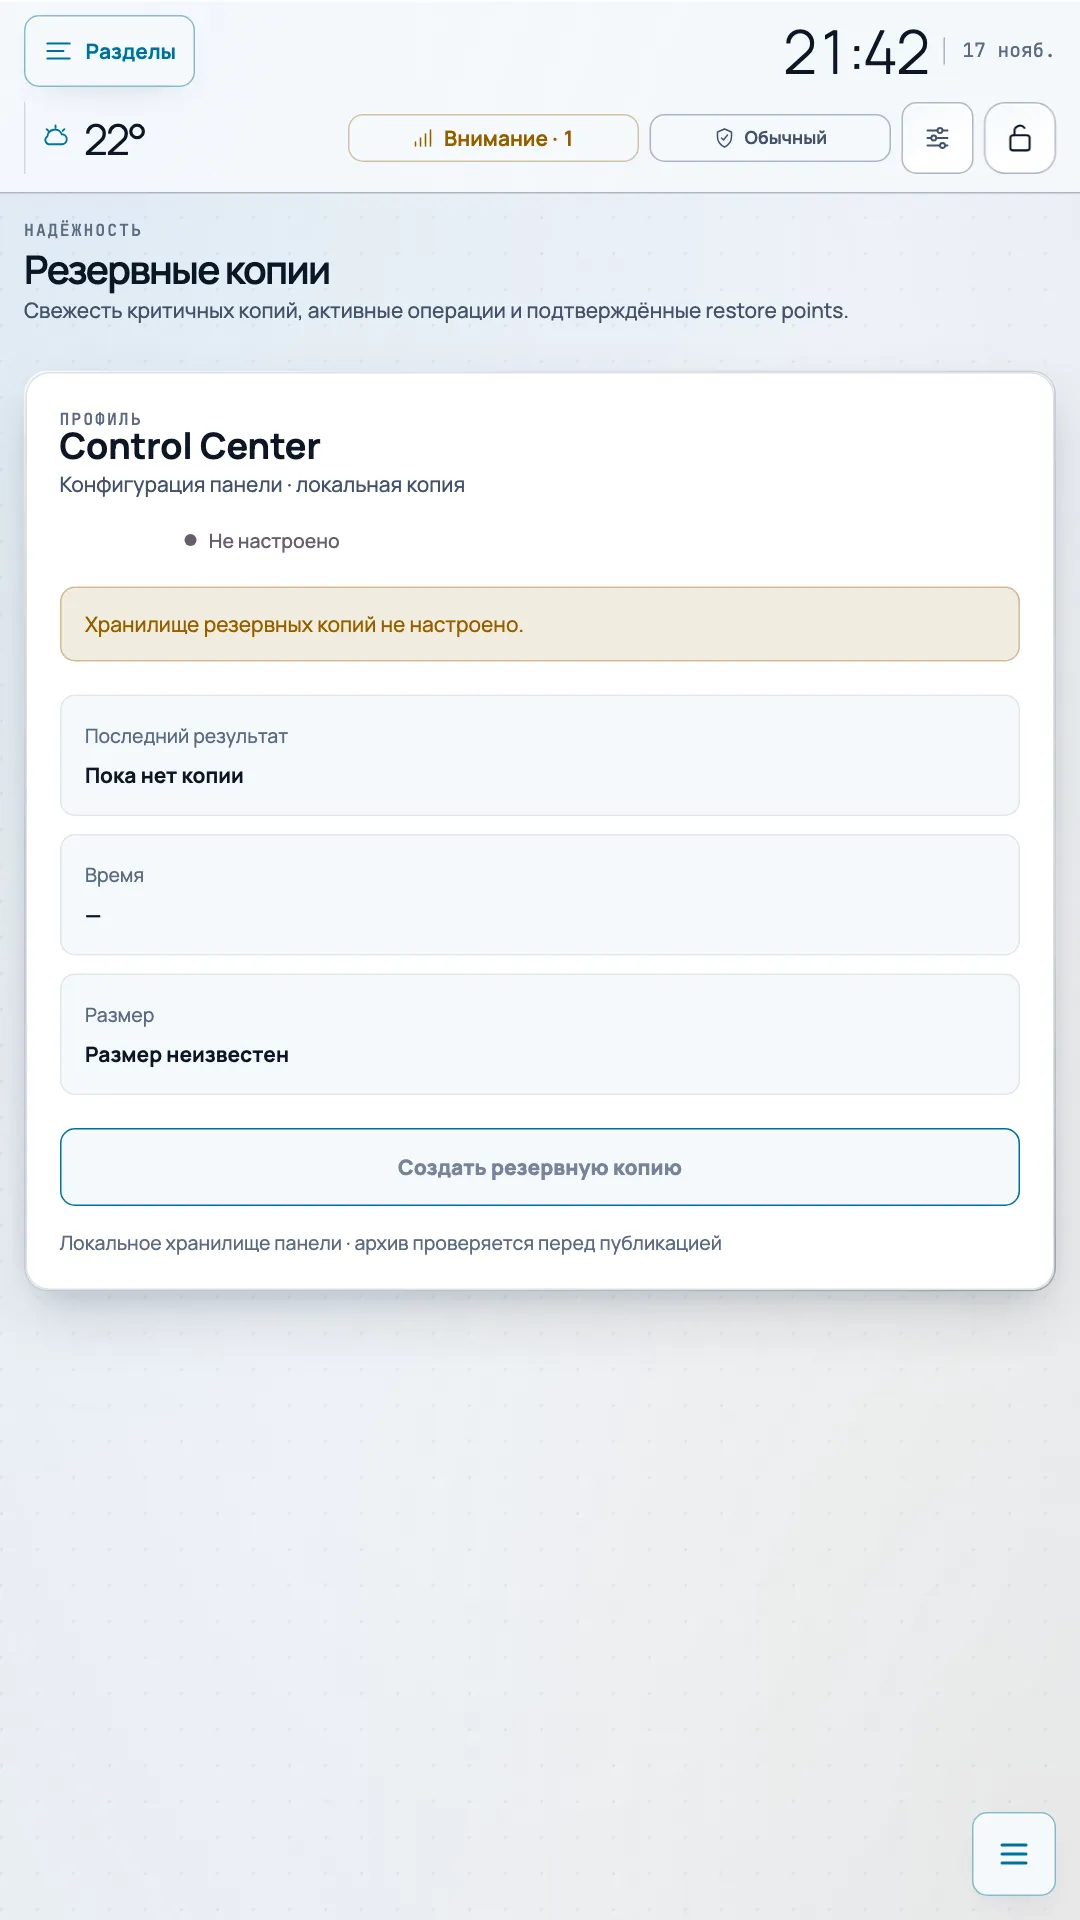 Разделы
21:42
17 нояб.
22°
Внимание · 1
Обычный
НАДЁЖНОСТЬ
Резервные копии
Свежесть критичных копий, активные операции и подтверждённые restore points.
ПРОФИЛЬ
Control Center
Конфигурация панели · локальная копия
Не настроено
Хранилище резервных копий не настроено.
Последний результат
Пока нет копии
Время
—
Размер
Размер неизвестен
Создать резервную копию
Локальное хранилище панели · архив проверяется перед публикацией